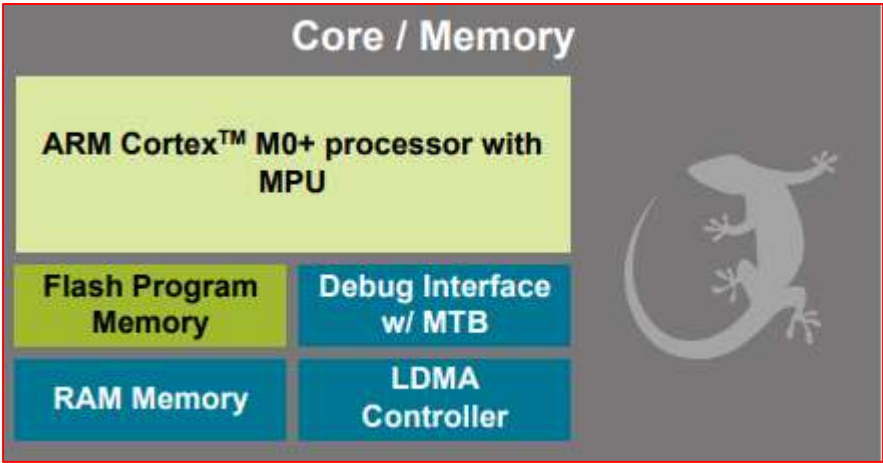 Core / Memory
ARM Cortex™ M0+ processor with
MPU
Flash Program
Memory
Debug Interface
w/ MTB
RAM Memory
LDMA
Controller